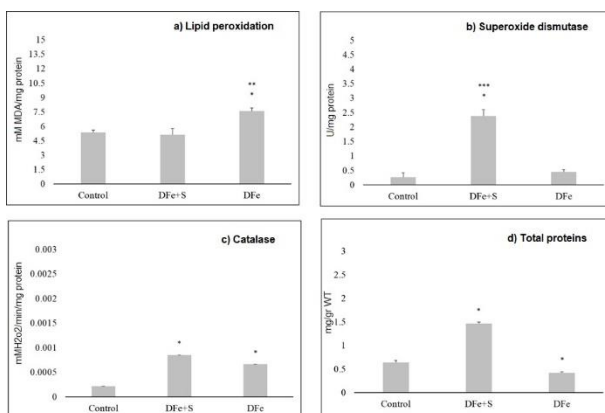 a) Lipid peroxidation
mM MDA/mg protein
15
13.5
12
10.5
9
7.5
6
4.5
3
1.5
0
**
*
Control
DFe+S
DFe
b) Superoxide dismutase
U/mg protein
5
4.5
4
3.5
3
2.5
2
1.5
1
0.5
0
***
*
Control
DFe+S
DFe
c) Catalase
mM/H2o2/min/mg protein
0.003
0.0025
0.002
0.0015
0.001
0.0005
0
*
*
Control
DFe+S
DFe
d) Total proteins
mg/gr WT
3
2.5
2
1.5
1
0.5
0
*
*
Control
DFe+S
DFe